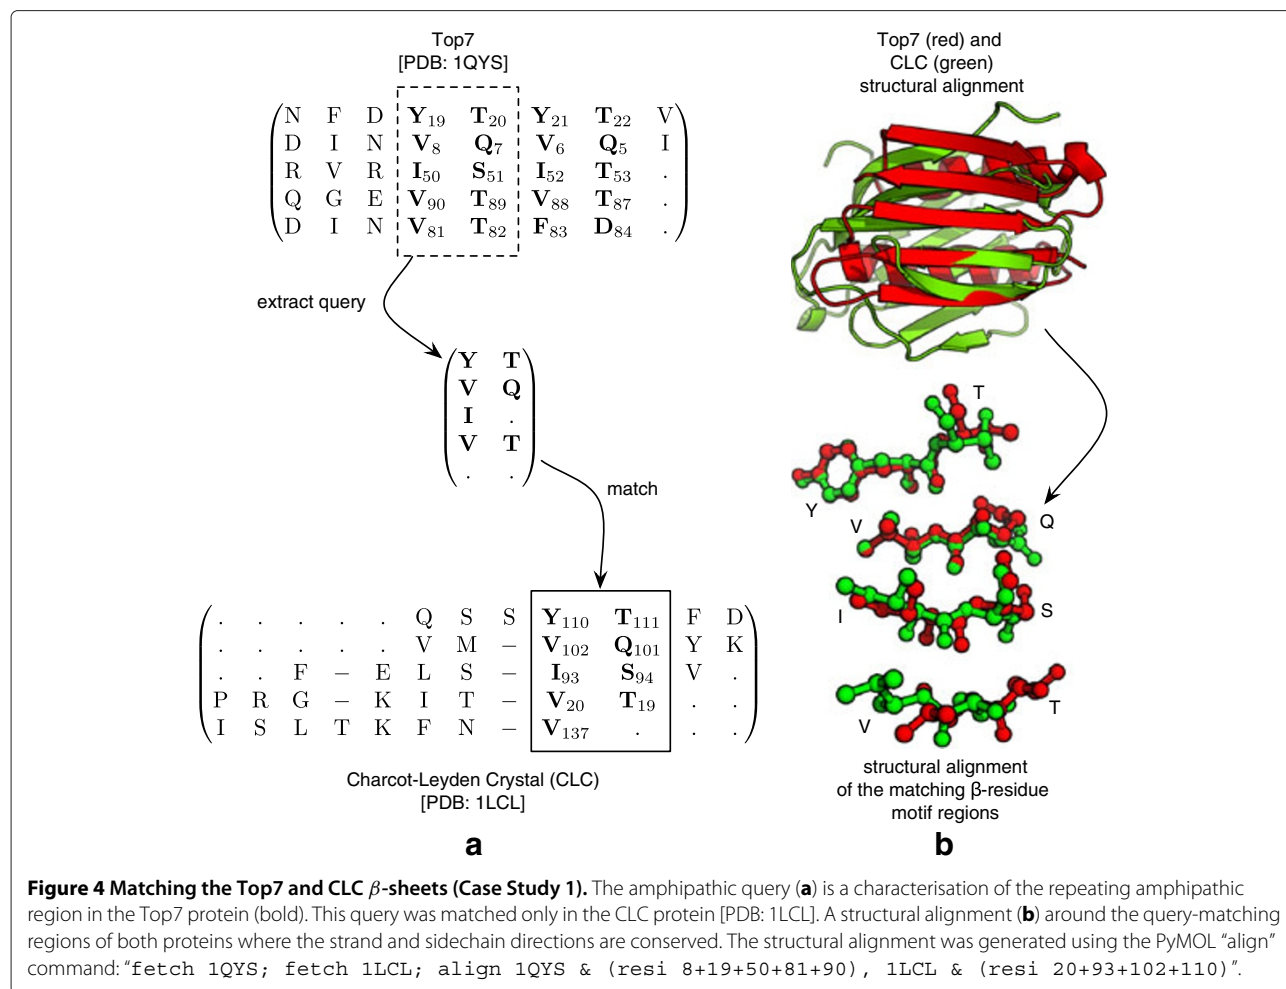 Top7
[PDB: 1QYS]
N F D Y19 T20 Y21 T22 V
D I N V8 Q7 V6 Q5 I
R V R I50 S51 I52 T53 .
Q G E V90 T89 V88 T87 .
D I N V81 T82 F83 D84 .
extract query
Y T
V Q
I .
V T
. .
match
. . . . . Q S S Y110 T111 F D
. . . . . V M – V102 Q101 Y K
. . F – E L S – I93 S94 V .
P R G – K I T – V20 T19 . .
I S L T K F N – V137 . . .
Charcot-Leyden Crystal (CLC)
[PDB: 1LCL]
a
Top7 (red) and
CLC (green)
structural alignment
T
Y
V
Q
I
S
V
T
structural alignment
of the matching β-residue
motif regions
b
Figure 4 Matching the Top7 and CLC β-sheets (Case Study 1). The amphipathic query (a) is a characterisation of the repeating amphipathic
region in the Top7 protein (bold). This query was matched only in the CLC protein [PDB: 1LCL]. A structural alignment (b) around the query-matching
regions of both proteins where the strand and sidechain directions are conserved. The structural alignment was generated using the PyMOL “align”
command: “fetch 1QYS; fetch 1LCL; align 1QYS & (resi 8+19+50+81+90), 1LCL & (resi 20+93+102+110)”.